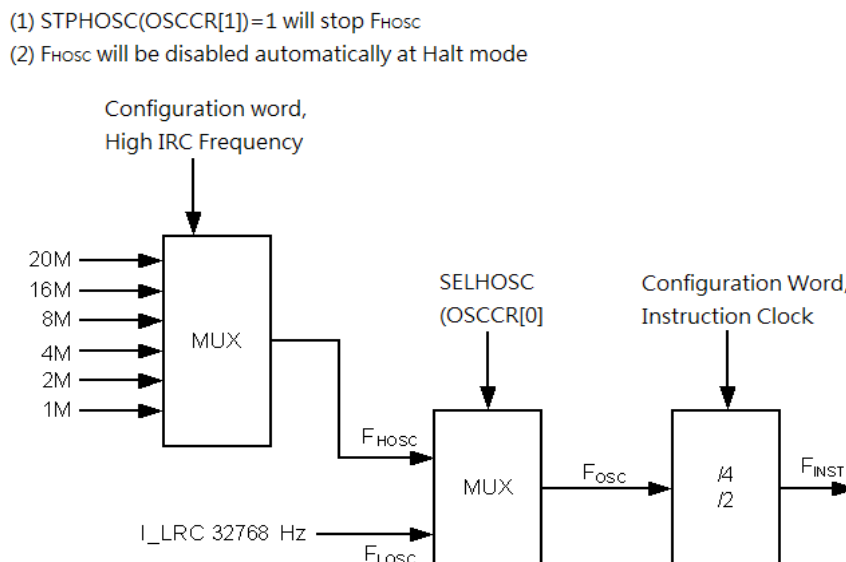 (1) STPHOSC(OSCCR[1])=1 will stop FHOSC
(2) FHOSC will be disabled automatically at Halt mode
Configuration word,
High IRC Frequency
20M
16M
8M
4M
2M
1M
MUX
SELHOSC
(OSCCR[0]
Configuration Word,
Instruction Clock
FHOSC
MUX
FOSC
/4
/2
FINST
I_LRC 32768 Hz
FLOSC